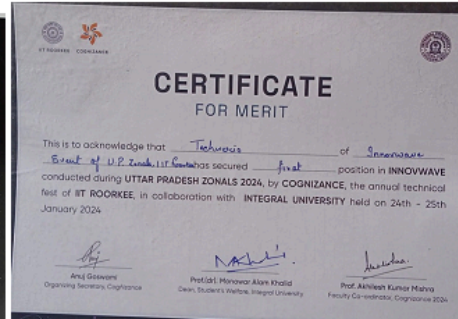 IIT ROORKEE COGNIZANCE
CERTIFICATE
FOR MERIT
This is to acknowledge that Techversio of Innovwave
Event of U.P Zonals, IIT Roorkee has secured first position in INNOVWAVE
conducted during UTTAR PRADESH ZONALS 2024, by COGNIZANCE, the annual technical
fest of IIT ROORKEE, in collaboration with INTEGRAL UNIVERSITY held on 24th - 25th
January 2024
Anuj Goswami
Organizing Secretary, Cognizance
Prof.(dr). Monawar Alam Khalid
Dean, Student's Welfare, Integral University
Prof. Akhilesh Kumar Mishra
Faculty Co-ordinator, Cognizance 2024